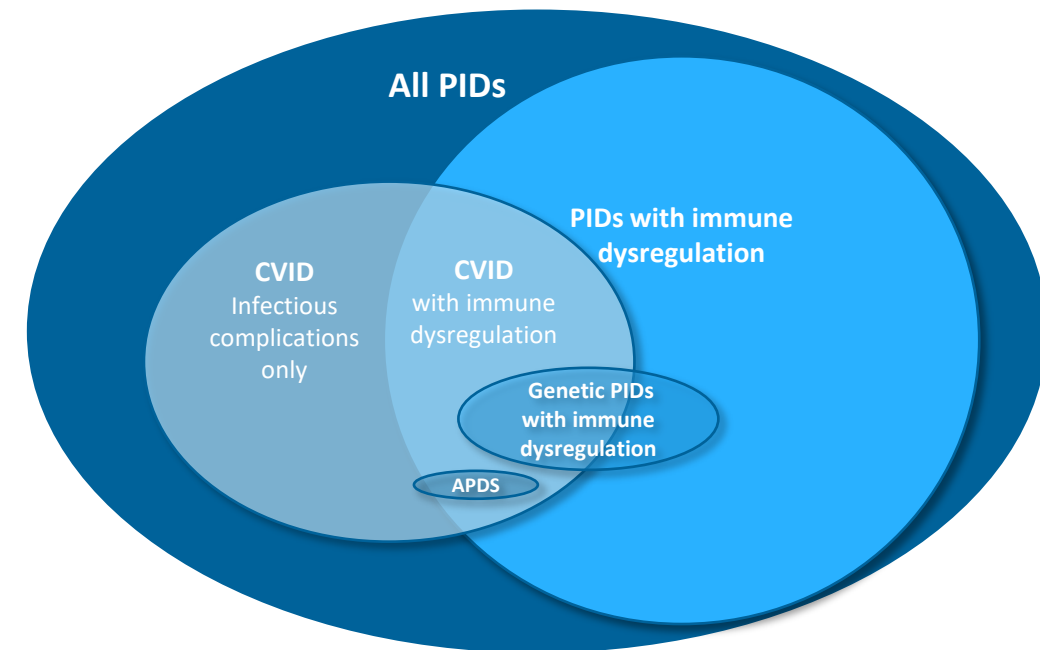 All PIDs
PIDs with immune
dysregulation
CVID
Infectious
complications
only
CVID
with immune
dysregulation
Genetic PIDs
with immune
dysregulation
APDS